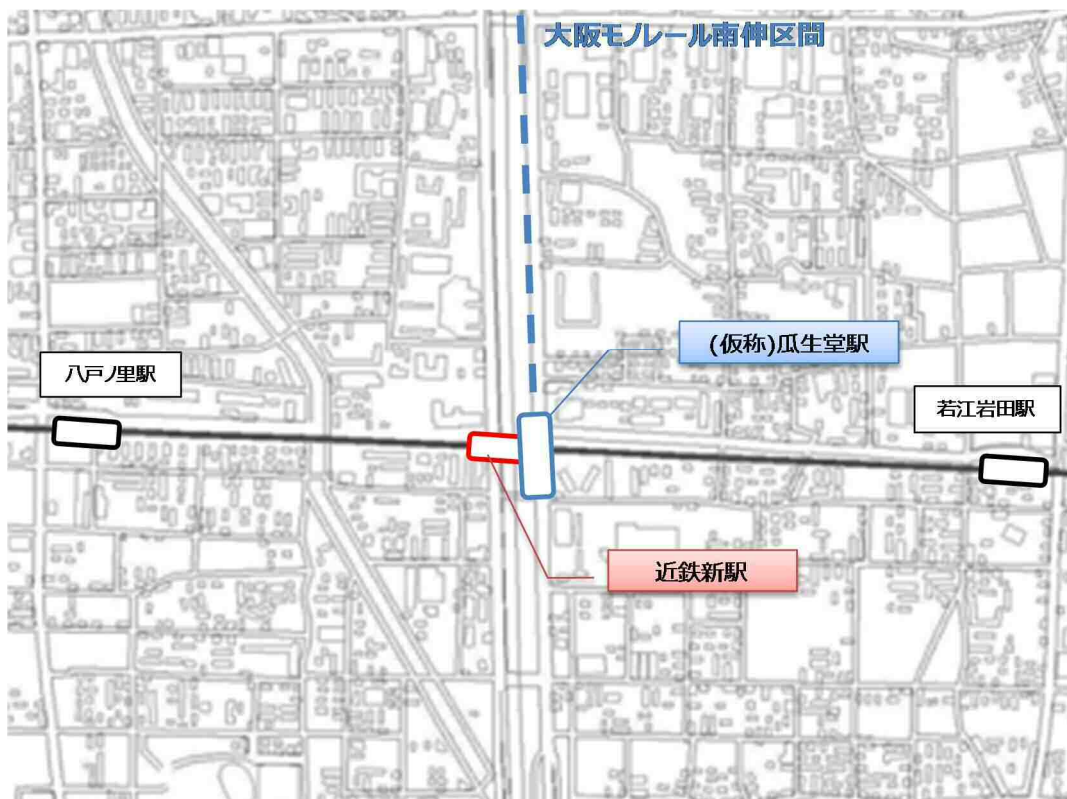 大阪モノレール南伸区間
(仮称)瓜生堂駅
八戸ノ里駅
若江岩田駅
近鉄新駅